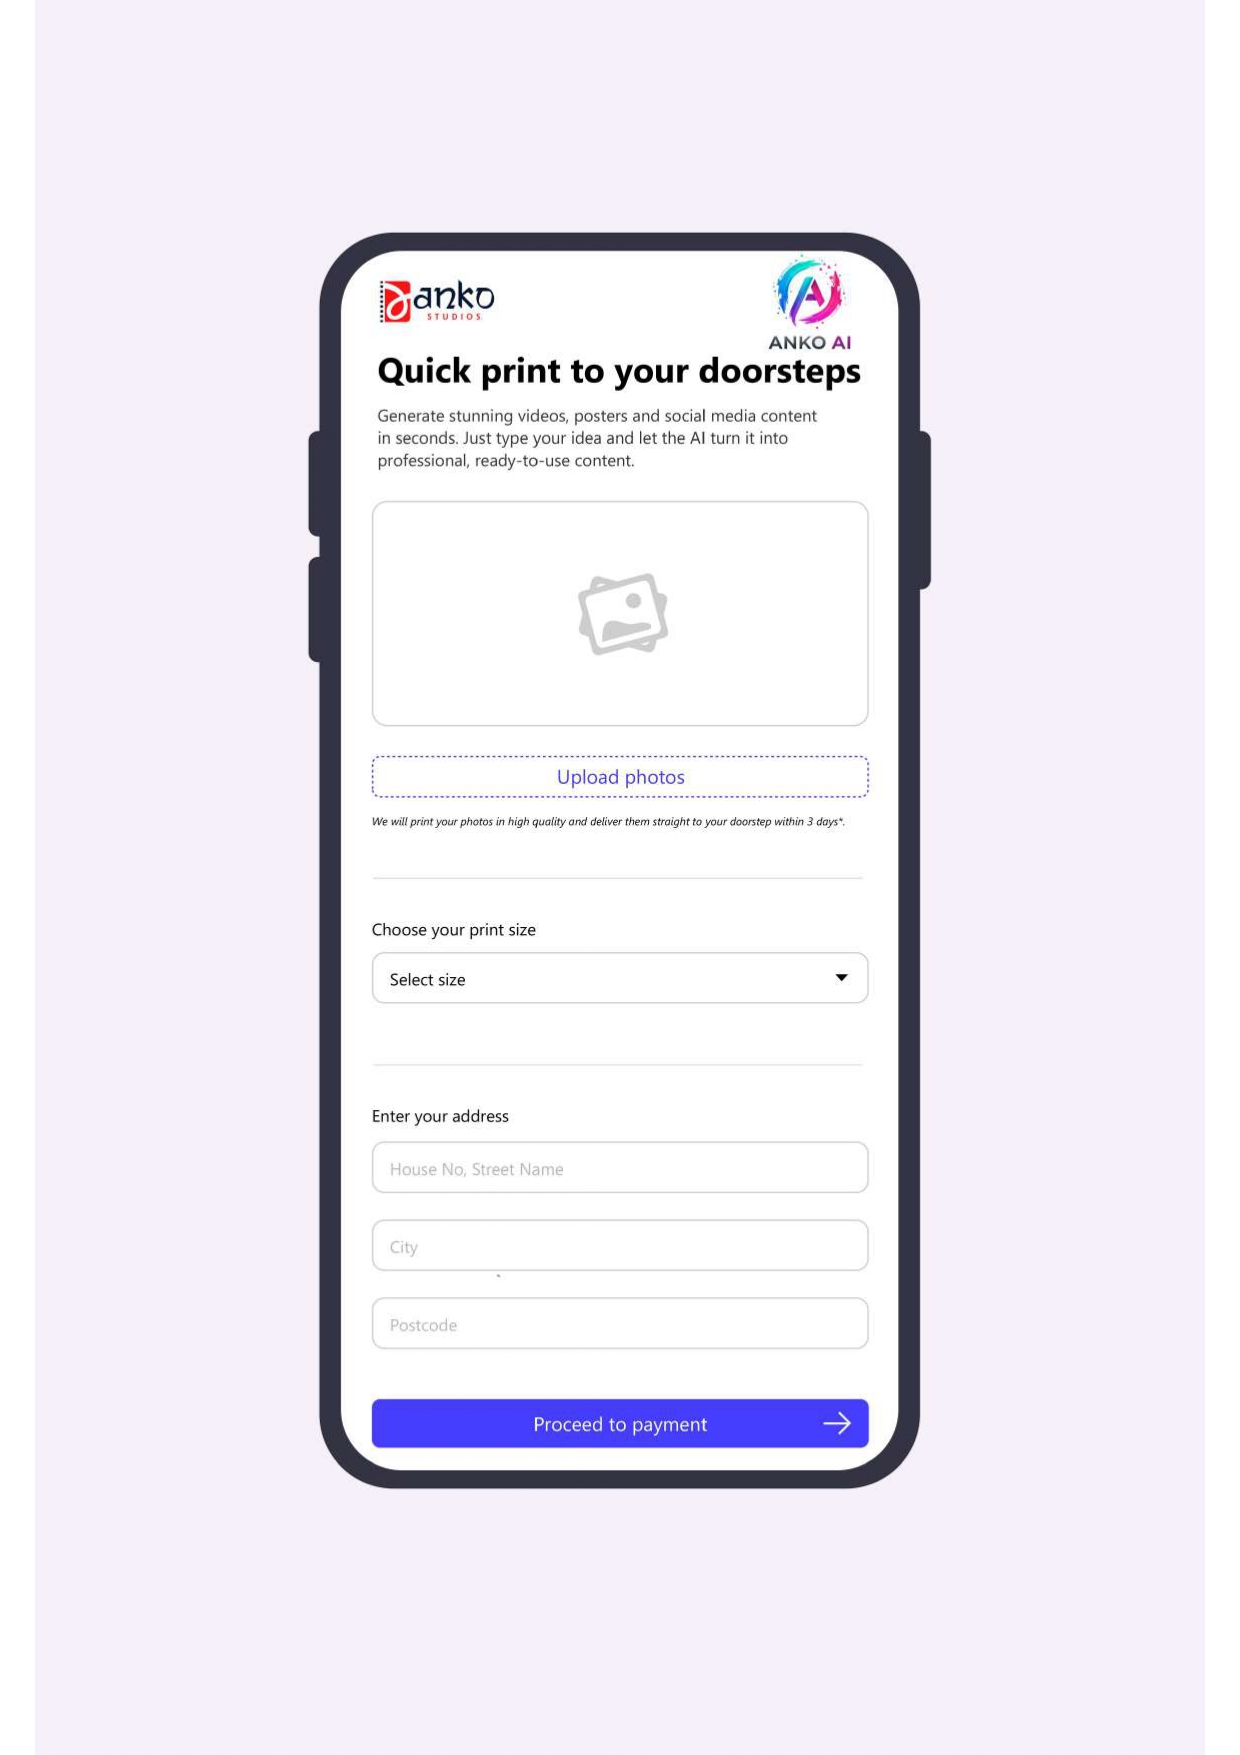 anko
STUDIOS
ANKO AI
Quick print to your doorsteps
Generate stunning videos, posters and social media content
in seconds. Just type your idea and let the AI turn it into
professional, ready-to-use content.
Upload photos
We will print your photos in high quality and deliver them straight to your doorstep within 3 days*.
Choose your print size
Select size
Enter your address
House No, Street Name
City
Postcode
Proceed to payment